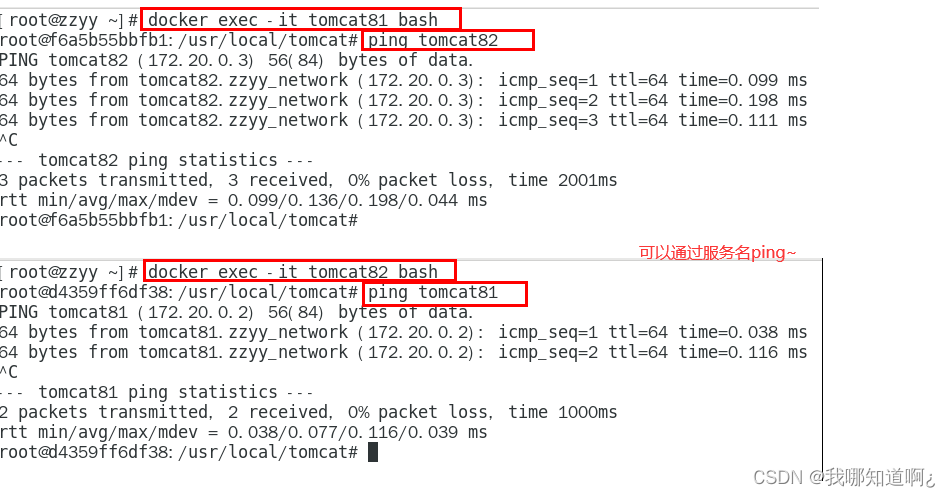 [ root@zzyy ~] # docker exec -it tomcat81 bash
root@f6a5b55bbfb1: /usr/local/tomcat# ping tomcat82
PING tomcat82 (172.20.0.3) 56(84) bytes of data.
64 bytes from tomcat82.zzyy_network (172.20.0.3): icmp_seq=1 ttl=64 time=0.099 ms
64 bytes from tomcat82.zzyy_network (172.20.0.3): icmp_seq=2 ttl=64 time=0.198 ms
64 bytes from tomcat82.zzyy_network (172.20.0.3): icmp_seq=3 ttl=64 time=0.111 ms
^C
--- tomcat82 ping statistics ---
3 packets transmitted, 3 received, 0% packet loss, time 2001ms
rtt min/avg/max/mdev = 0.099/0.136/0.198/0.044 ms
root@f6a5b55bbfb1: /usr/local/tomcat#
可以通过服务名ping~
[ root@zzyy ~] # docker exec -it tomcat82 bash
root@d4359ff6df38: /usr/local/tomcat# ping tomcat81
PING tomcat81 (172.20.0.2) 56(84) bytes of data.
64 bytes from tomcat81.zzyy_network (172.20.0.2): icmp_seq=1 ttl=64 time=0.038 ms
64 bytes from tomcat81.zzyy_network (172.20.0.2): icmp_seq=2 ttl=64 time=0.116 ms
^C
--- tomcat81 ping statistics ---
2 packets transmitted, 2 received, 0% packet loss, time 1000ms
rtt min/avg/max/mdev = 0.038/0.077/0.116/0.039 ms
root@d4359ff6df38: /usr/local/tomcat#
CSDN @我哪知道啊¿